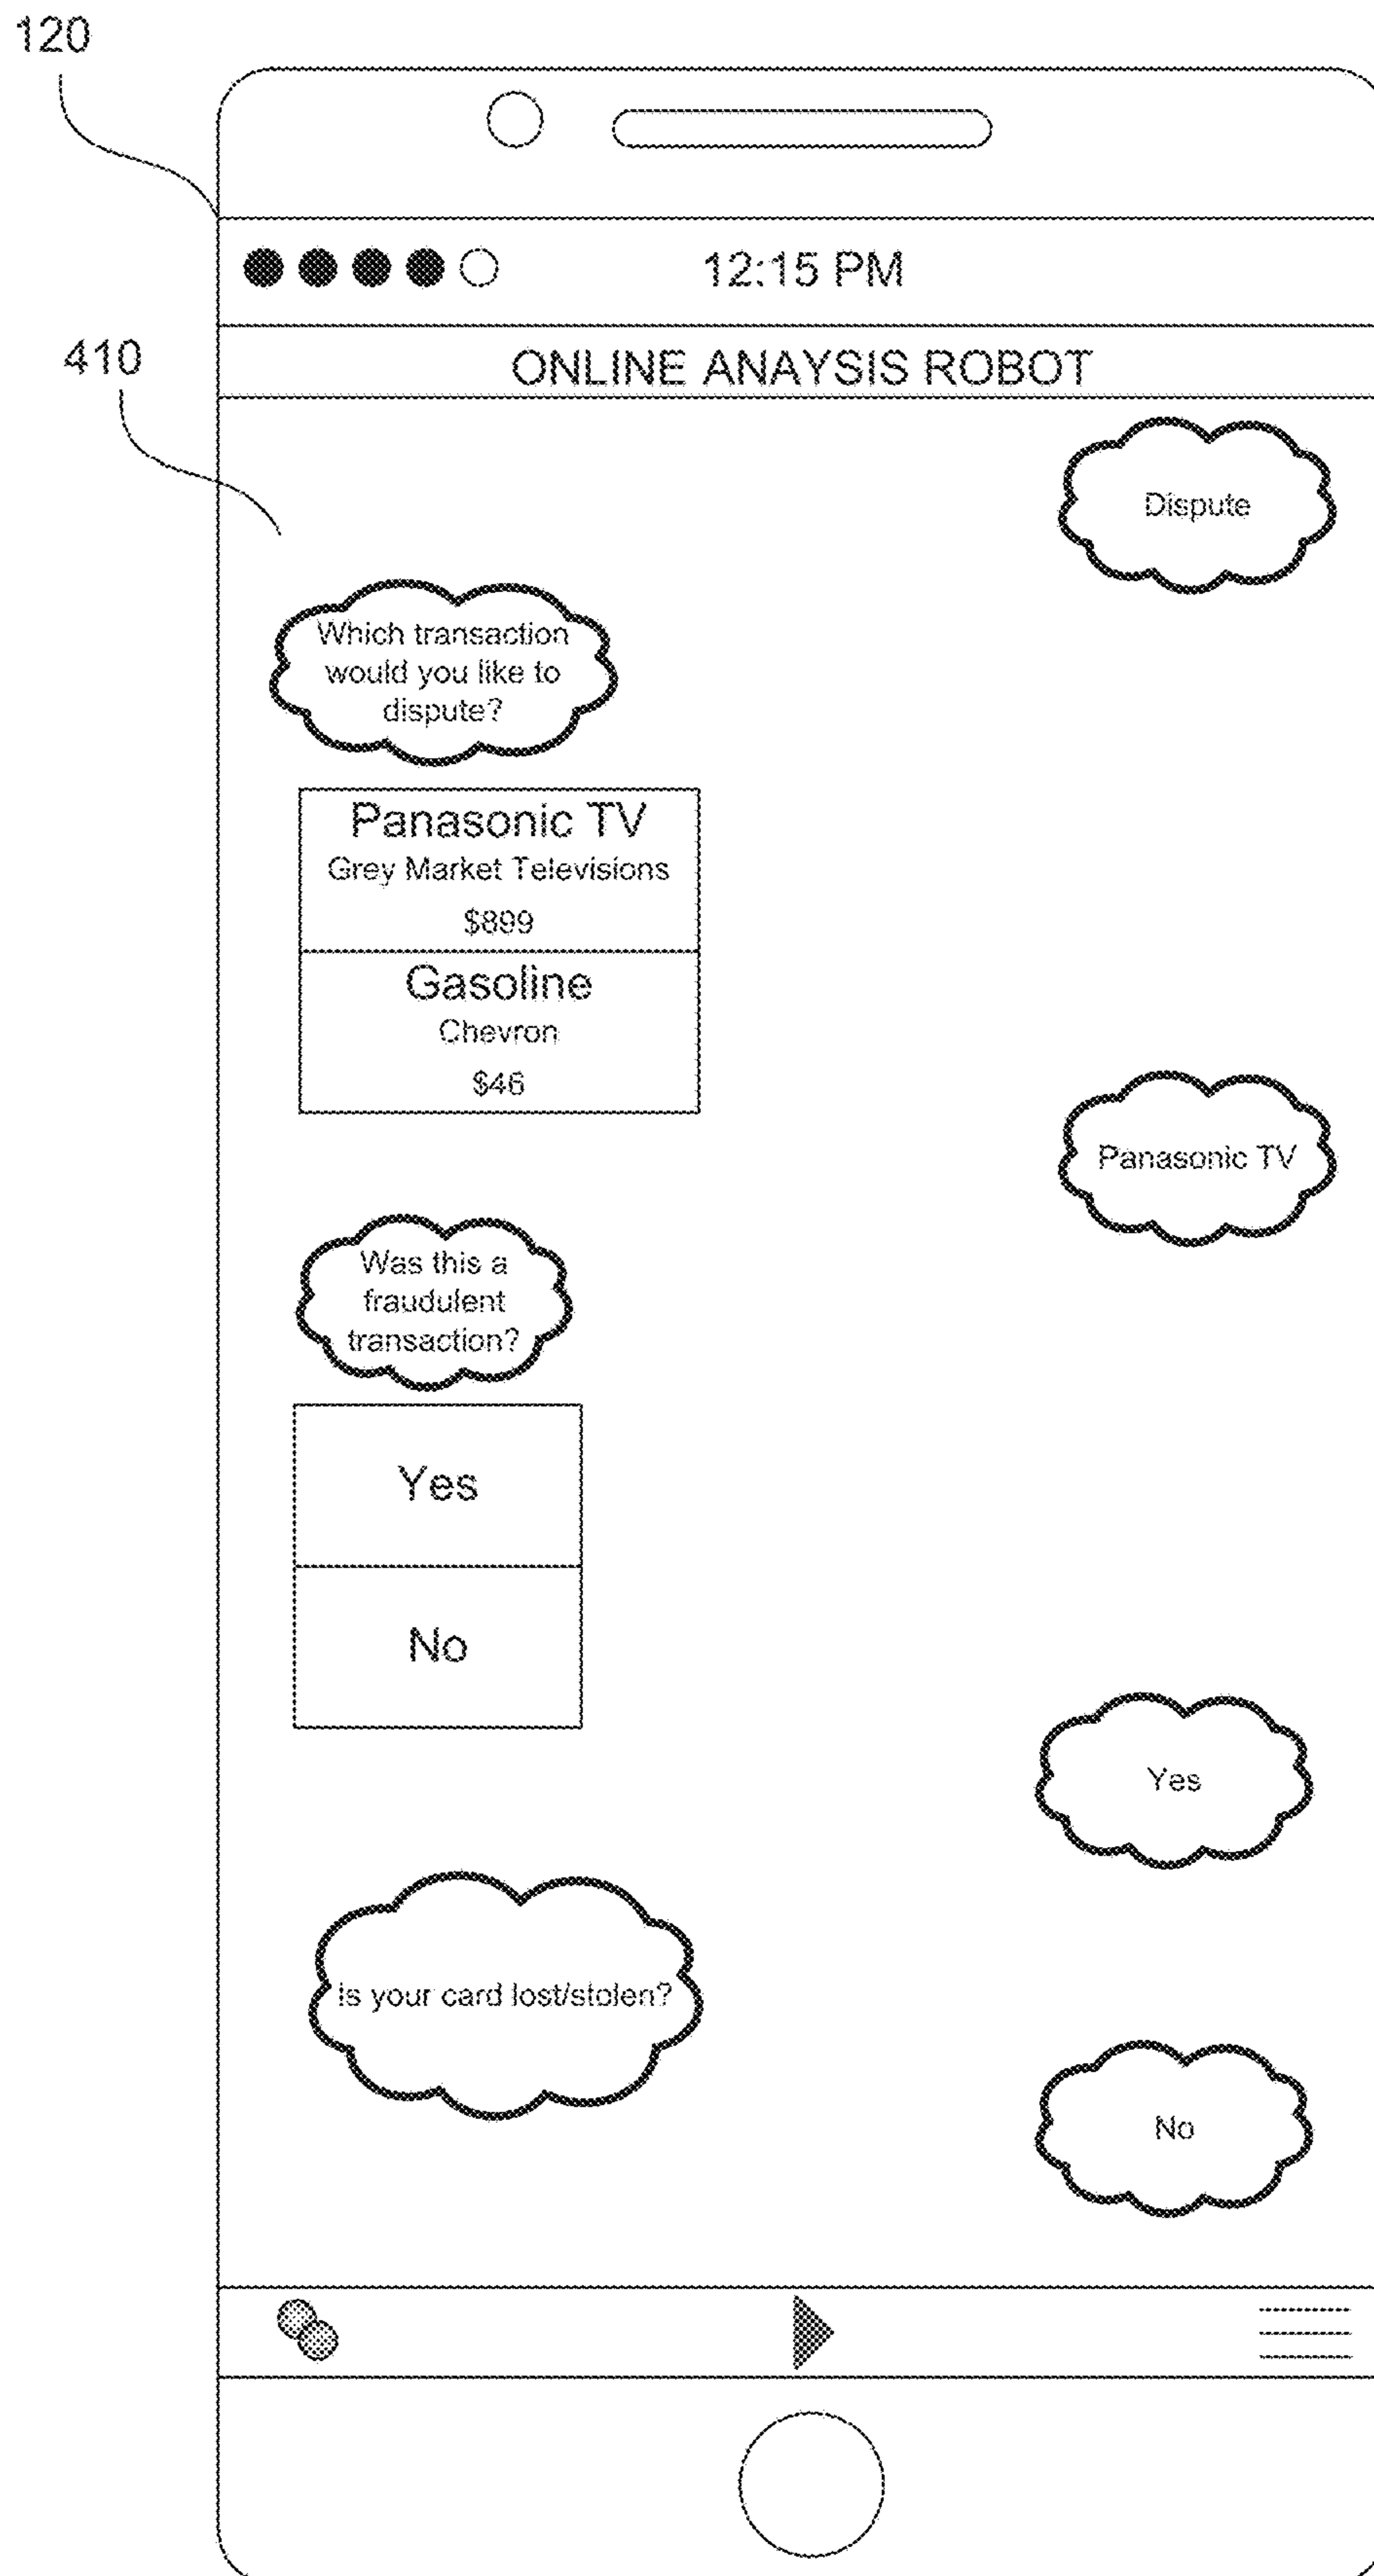 120
12:15 PM
410
ONLINE ANAYSIS ROBOT
Dispute
Which transaction
would you like to
dispute?
Panasonic TV
Grey Market Televisions
$899
Gasoline
Chevron
$46
Panasonic TV
Was this a
fraudulent
transaction?
Yes
No
Yes
Is your card lost/stolen?
No